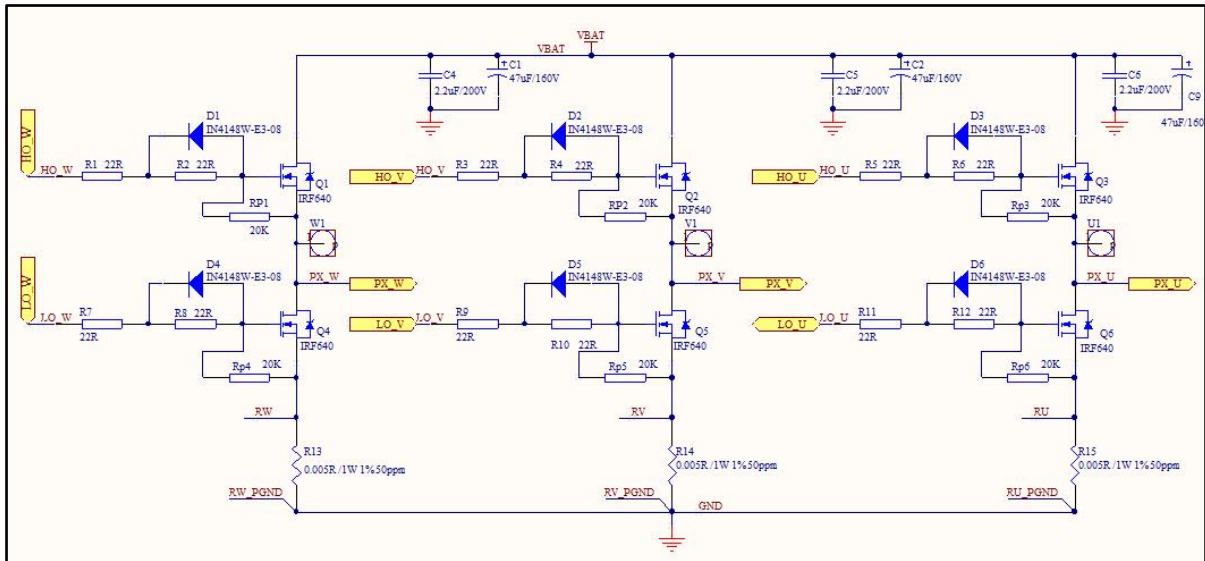 VBAT
VBAT
C4
2.2uF/200V
C1
47uF/160V
C5
2.2uF/200V
C2
47uF/160V
C6
2.2uF/200V
C9
47uF/160
D1
IN4148W-E3-08
D2
IN4148W-E3-08
D3
IN4148W-E3-08
HO_W
HO_W
R1 22R
R2 22R
Q1
IRF640
HO_V
HO_V
R3 22R
R4 22R
Q2
IRF640
HO_U
HO_U
R5 22R
R6 22R
Q3
IRF640
RP1
20K
RP2 20K
Rp3 20K
W1
V1
U1
D4
IN4148W-E3-08
D5
IN4148W-E3-08
D6
IN4148W-E3-08
PX_W
PX_W
PX_V
PX_V
PX_U
PX_U
LO_W
LO_W
R7
22R
R8 22R
Q4
IRF640
LO_V
LO_V
R9
22R
R10 22R
Q5
IRF640
LO_U
LO_U
R11
22R
R12 22R
Q6
IRF640
Rp4 20K
Rp5 20K
Rp6 20K
RW
RV
RU
R13
0.005R /1W 1%50ppm
R14
0.005R /1W 1%50ppm
R15
0.005R /1W 1%50ppm
RW_PGND
RV_PGND
GND
RU_PGND